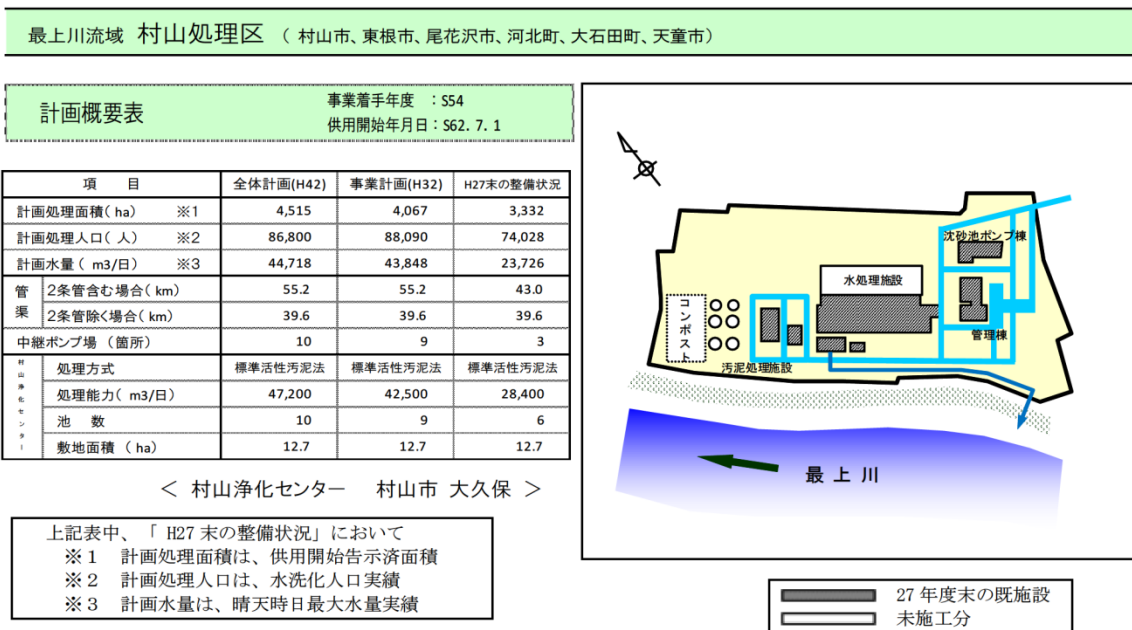 最上川流域 村山処理区 （ 村山市、東根市、尾花沢市、河北町、大石田町、天童市）
計画概要表
事業着手年度 ：S54
供用開始年月日：S62. 7. 1
項 目 全体計画(H42) 事業計画(H32) H27末の整備状況
計画処理面積（ ha） ※1 4,515 4,067 3,332
計画処理人口（ 人） ※2 86,800 88,090 74,028
計画水量（ m3/日） ※3 44,718 43,848 23,726
管渠 2条管含む場合（ km） 55.2 55.2 43.0
2条管除く場合（ km） 39.6 39.6 39.6
中継ポンプ場 （箇所） 10 9 3
村山浄化センター 処理方式 標準活性汚泥法 標準活性汚泥法 標準活性汚泥法
処理能力（ m3/日） 47,200 42,500 28,400
池 数 10 9 6
敷地面積 （ ha） 12.7 12.7 12.7
＜ 村山浄化センター 村山市 大久保 ＞
上記表中、「 H27 末の整備状況」において
※１ 計画処理面積は、供用開始告示済面積
※２ 計画処理人口は、水洗化人口実績
※３ 計画水量は、晴天時日最大水量実績
沈砂池ポンプ棟
水処理施設
コンポスト
管理棟
汚泥処理施設
最 上 川
27 年度末の既施設
未施工分